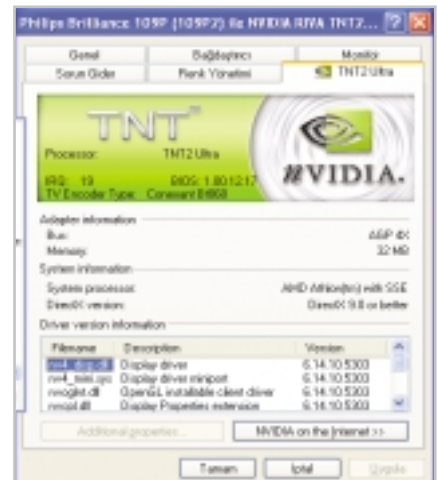 Philips Brilliance 109P (109P2) ile NVIDIA RIVA TNT2...
Genel
Bağdaştırıcı
Monitör
Sorun Gider
Renk Yönetimi
TNT2 Ultra
TNT
NVIDIA.
Processor: TNT2 Ultra
IRQ: 19 BIOS: 1.80.12.17
TV Encoder Type: Conexant Bt868
Adapter information
Bus: AGP 4X
Memory: 32 MB
System information
System processor: AMD Athlon(tm) with SSE
DirectX version: DirectX 9.0 or better
Driver version information
Filename Description Version
nv4_disp.dll Display driver 6.14.10.5303
nv4_mini.sys Display driver miniport 6.14.10.5303
nvoglnt.dll OpenGL installable client driver 6.14.10.5303
nvcpl.dll Display Properties extension 6.14.10.5303
Additional properties...
NVIDIA on the Internet >>
Tamam
İptal
Uygula